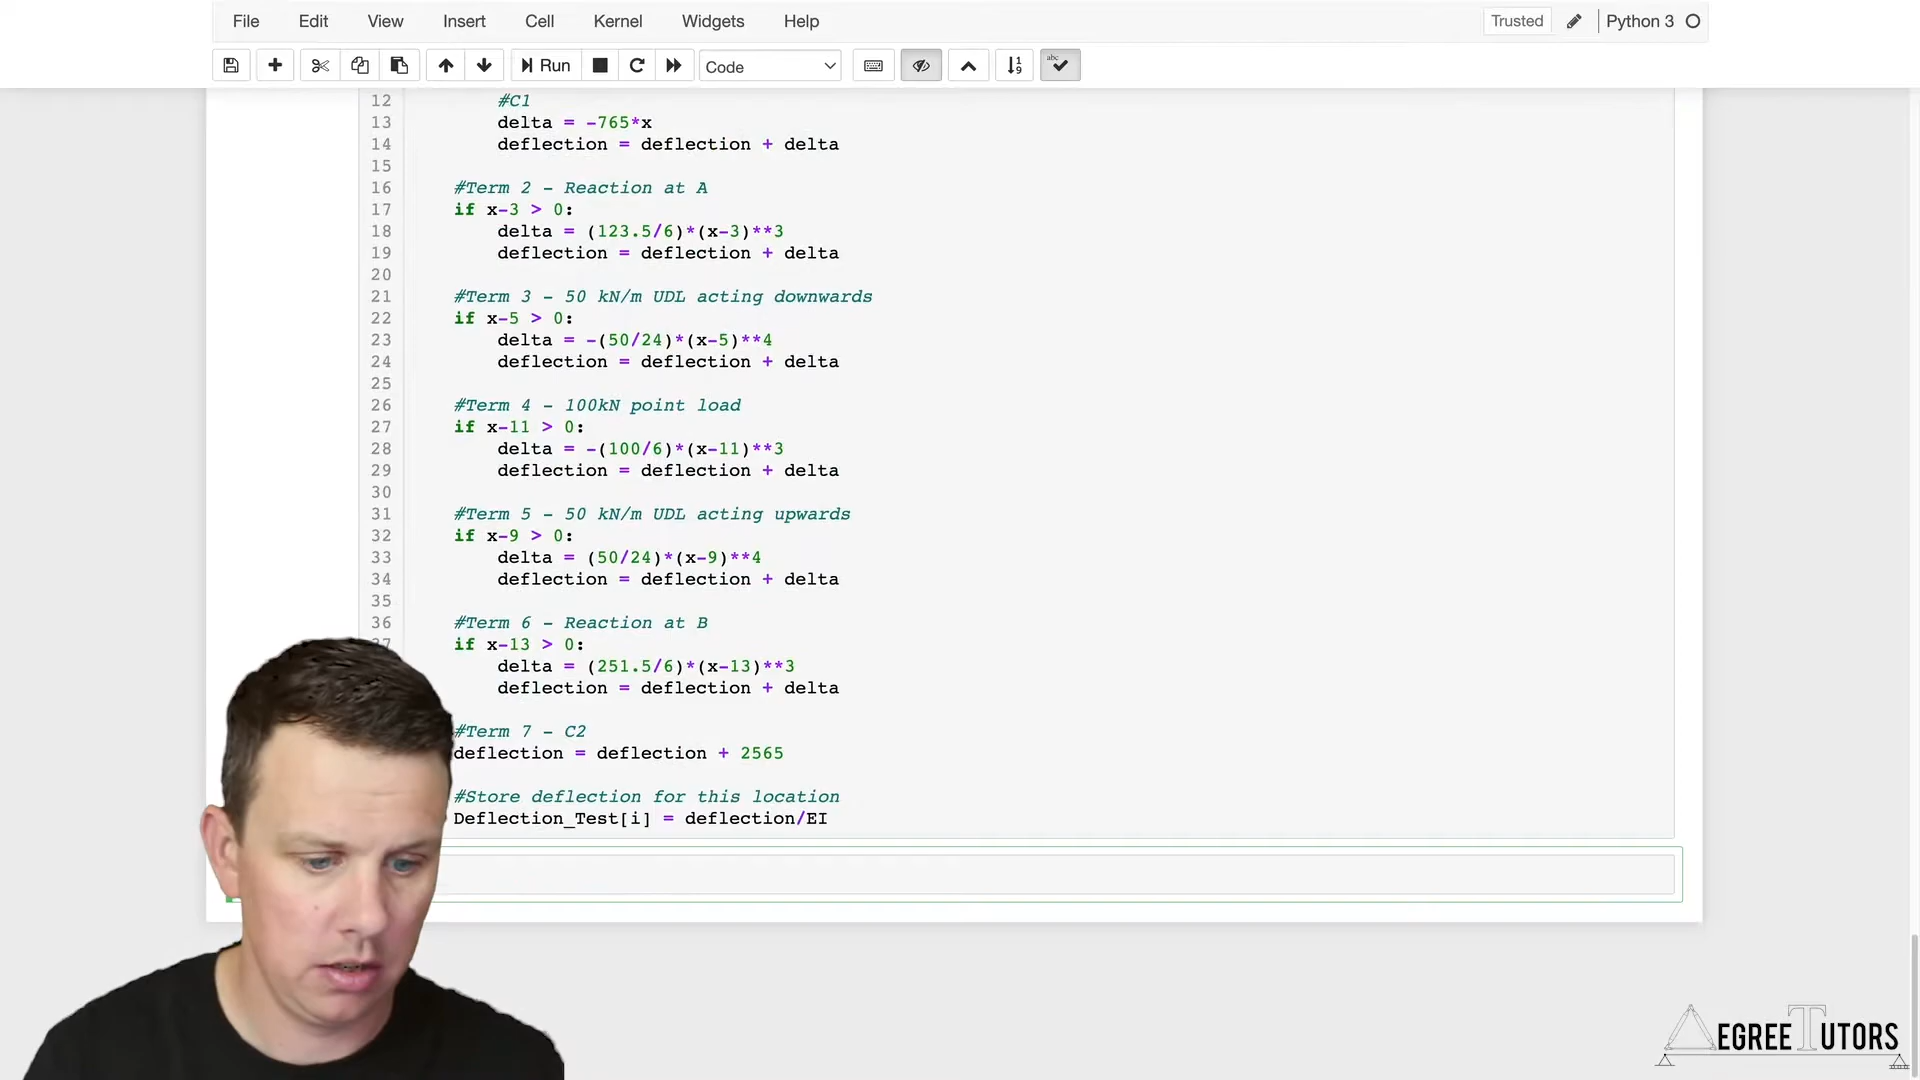 File Edit View Insert Cell Kernel Widgets Help Trusted Python 3
Run Code
12 #C1
13 delta = -765*x
14 deflection = deflection + delta
15
16 #Term 2 - Reaction at A
17 if x-3 > 0:
18 delta = (123.5/6)*(x-3)**3
19 deflection = deflection + delta
20
21 #Term 3 - 50 kN/m UDL acting downwards
22 if x-5 > 0:
23 delta = -(50/24)*(x-5)**4
24 deflection = deflection + delta
25
26 #Term 4 - 100kN point load
27 if x-11 > 0:
28 delta = -(100/6)*(x-11)**3
29 deflection = deflection + delta
30
31 #Term 5 - 50 kN/m UDL acting upwards
32 if x-9 > 0:
33 delta = (50/24)*(x-9)**4
34 deflection = deflection + delta
35
36 #Term 6 - Reaction at B
37 if x-13 > 0:
delta = (251.5/6)*(x-13)**3
deflection = deflection + delta
#Term 7 - C2
deflection = deflection + 2565
#Store deflection for this location
Deflection_Test[i] = deflection/EI
DEGREE TUTORS